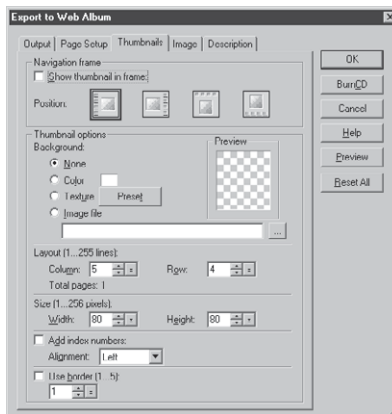 Export to Web Album
Output Page Setup Thumbnails Image Description
Navigation frame
Show thumbnail in frame:
Position:
Thumbnail options
Background:
Preview
None
Color
Texture Preset
Image file
...
Layout (1...255 lines):
Column: 5 Row: 4
Total pages: 1
Size (1...256 pixels):
Width: 80 Height: 80
Add index numbers:
Alignment: Left
Use border (1...5):
1
OK
Burn CD
Cancel
Help
Preview
Reset All